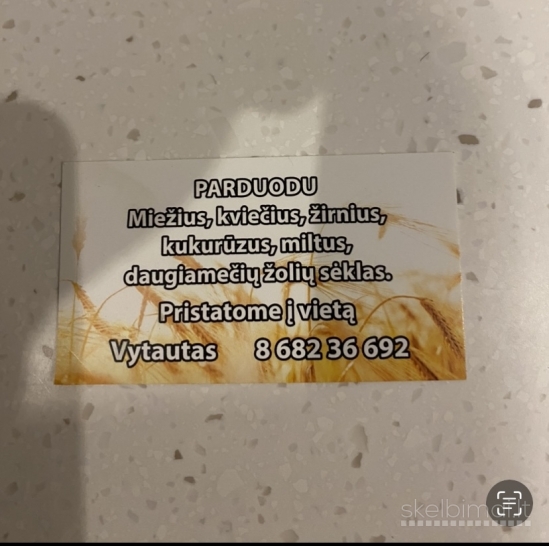 PARDUODU
Miežius, kviečius, žirnius,
kukurūzus, miltus,
daugiamečių žolių sėklas.
Pristatome į vietą
Vytautas 8 682 36 692
skelbimai.lt